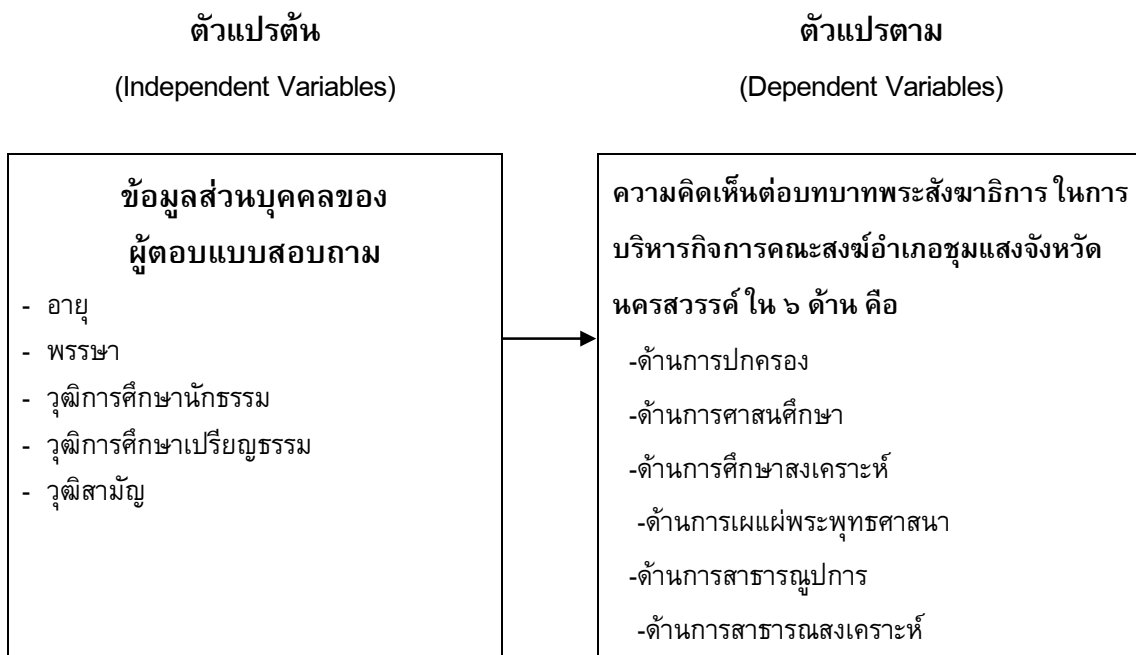 ตัวแปรต้น
(Independent Variables)
ข้อมูลส่วนบุคคลของ
ผู้ตอบแบบสอบถาม
- อายุ
- พรรษา
- วุฒิการศึกษานักธรรม
- วุฒิการศึกษาเปรียญธรรม
- วุฒิสามัญ
ตัวแปรตาม
(Dependent Variables)
ความคิดเห็นต่อบทบาทพระสังฆาธิการ ในการ
บริหารกิจการคณะสงฆ์อำเภอชุมแสงจังหวัด
นครสวรรค์ ใน ๖ ด้าน คือ
-ด้านการปกครอง
-ด้านการศาสนศึกษา
-ด้านการศึกษาสงเคราะห์
-ด้านการเผแผ่พระพุทธศาสนา
-ด้านการสาธารณูปการ
-ด้านการสาธารณสงเคราะห์